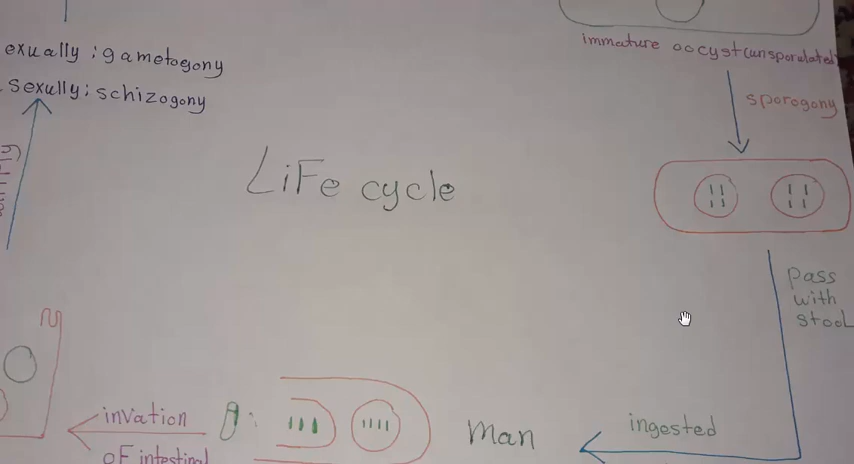 exually ; gametogony
sexully ; schizogony
immature oocyst (unsporulated)
sporogony
Life cycle
pass
with
stool
ingested
man
invation
of intestinal